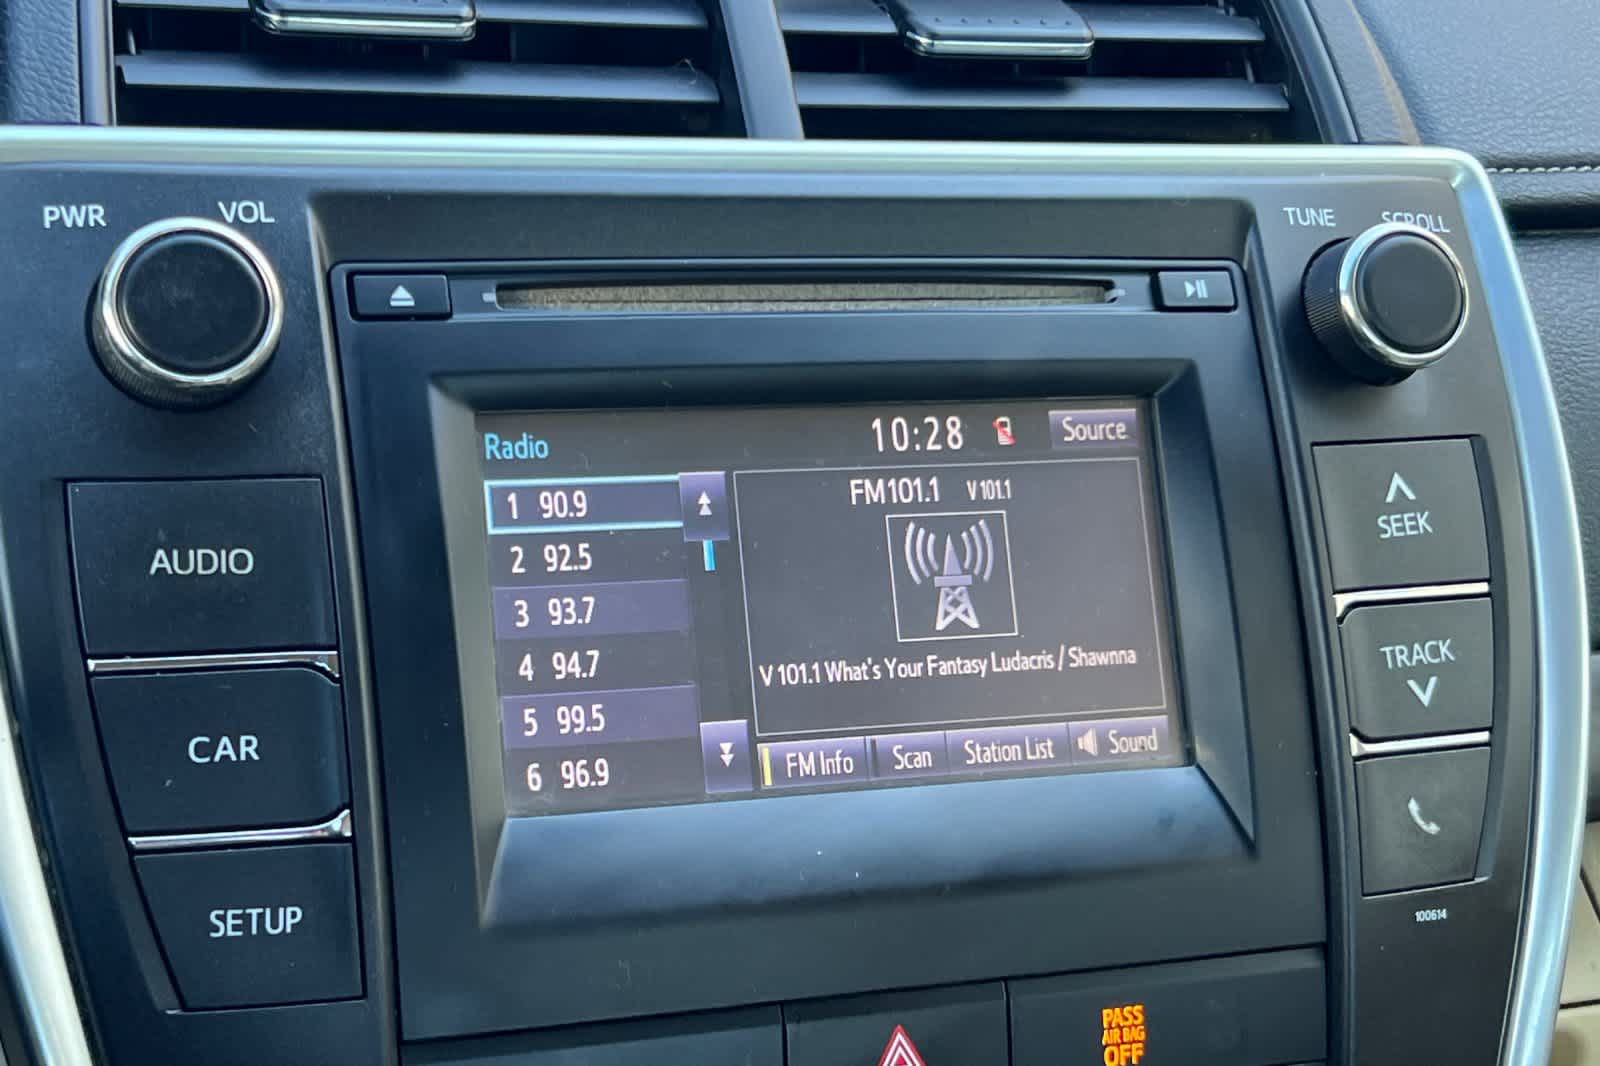 PWR VOL
TUNE SCROLL
Radio
10:28
Source
1 90.9
2 92.5
3 93.7
4 94.7
5 99.5
6 96.9
FM101.1 V 101.1
V 101.1 What's Your Fantasy Ludacris / Shawnna
FM Info
Scan
Station List
Sound
AUDIO
CAR
SETUP
SEEK
TRACK
100614
PASS
AIR BAG
OFF